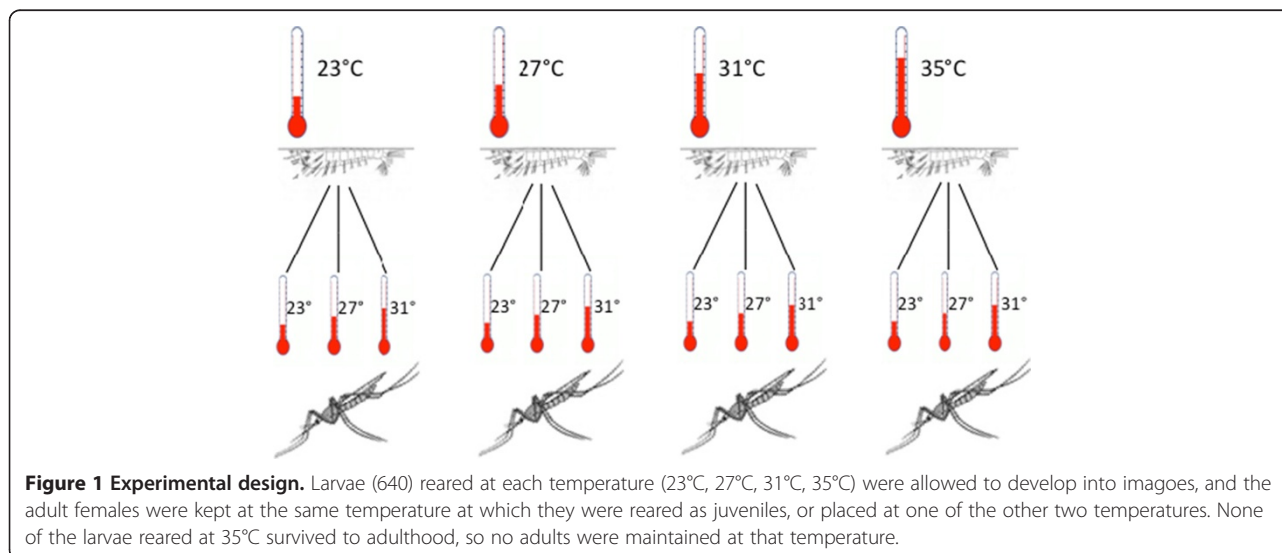 23°C 27°C 31°C 35°C
23° 27° 31° 23° 27° 31° 23° 27° 31° 23° 27° 31°
Figure 1 Experimental design. Larvae (640) reared at each temperature (23°C, 27°C, 31°C, 35°C) were allowed to develop into imagoes, and the
adult females were kept at the same temperature at which they were reared as juveniles, or placed at one of the other two temperatures. None
of the larvae reared at 35°C survived to adulthood, so no adults were maintained at that temperature.